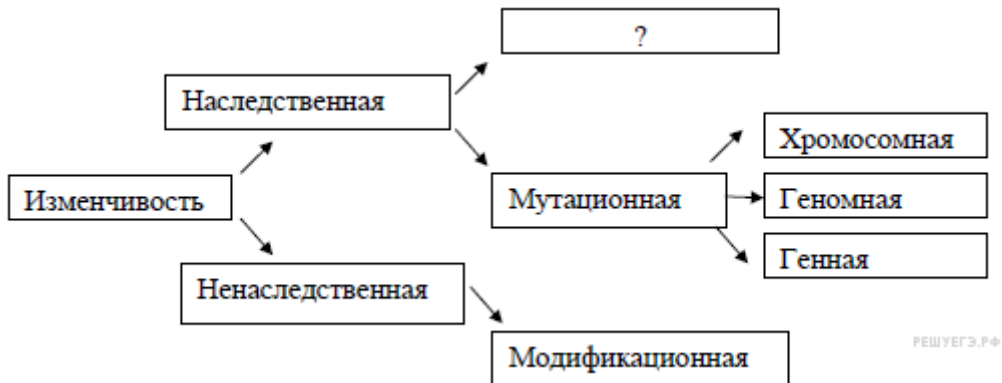 ?
Наследственная
Хромосомная
Изменчивость
Мутационная
Геномная
Генная
Ненаследственная
Модификационная
РЕШУЕГЭ.РФ